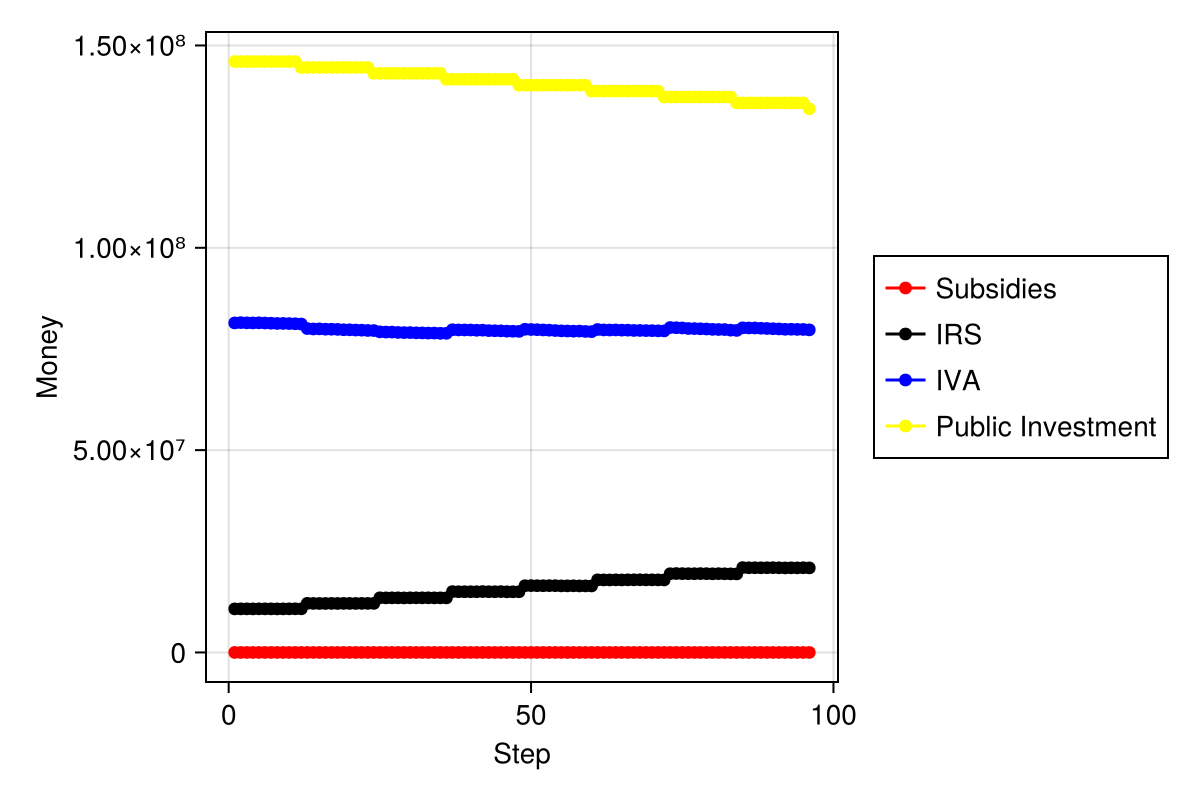 1.50×10⁸
1.00×10⁸
5.00×10⁷
0
Money
0 50 100
Step
Subsidies
IRS
IVA
Public Investment